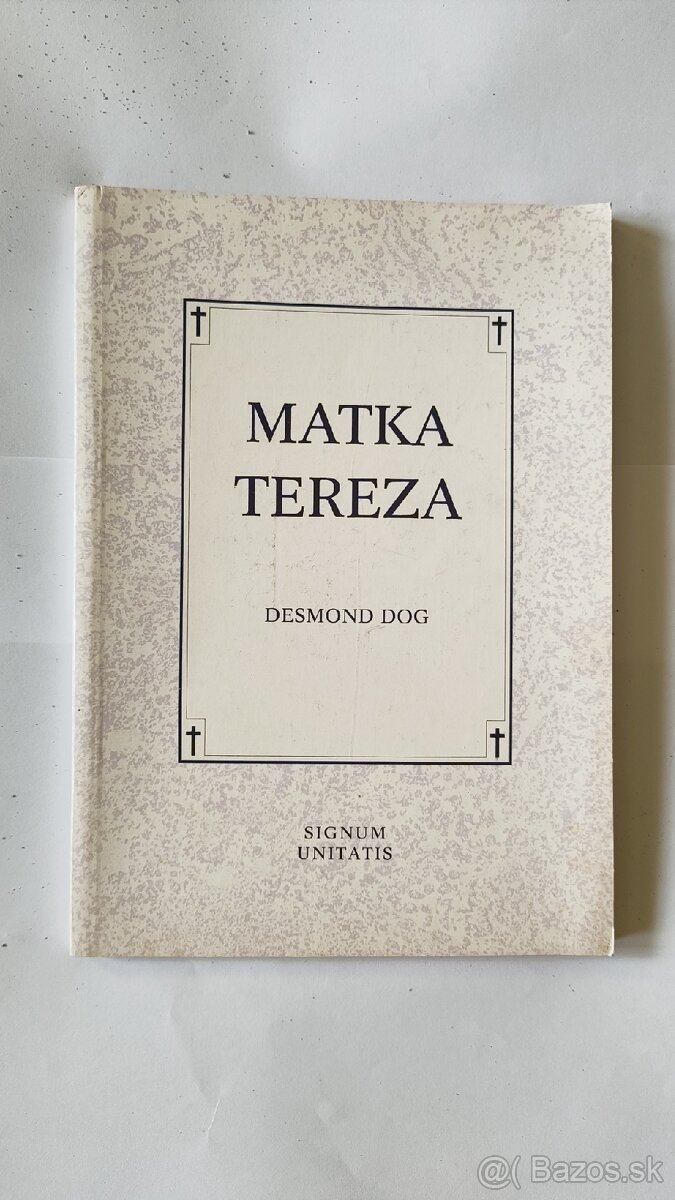 MATKA
TEREZA
DESMOND DOG
SIGNUM
UNITATIS
@( Bazos.sk